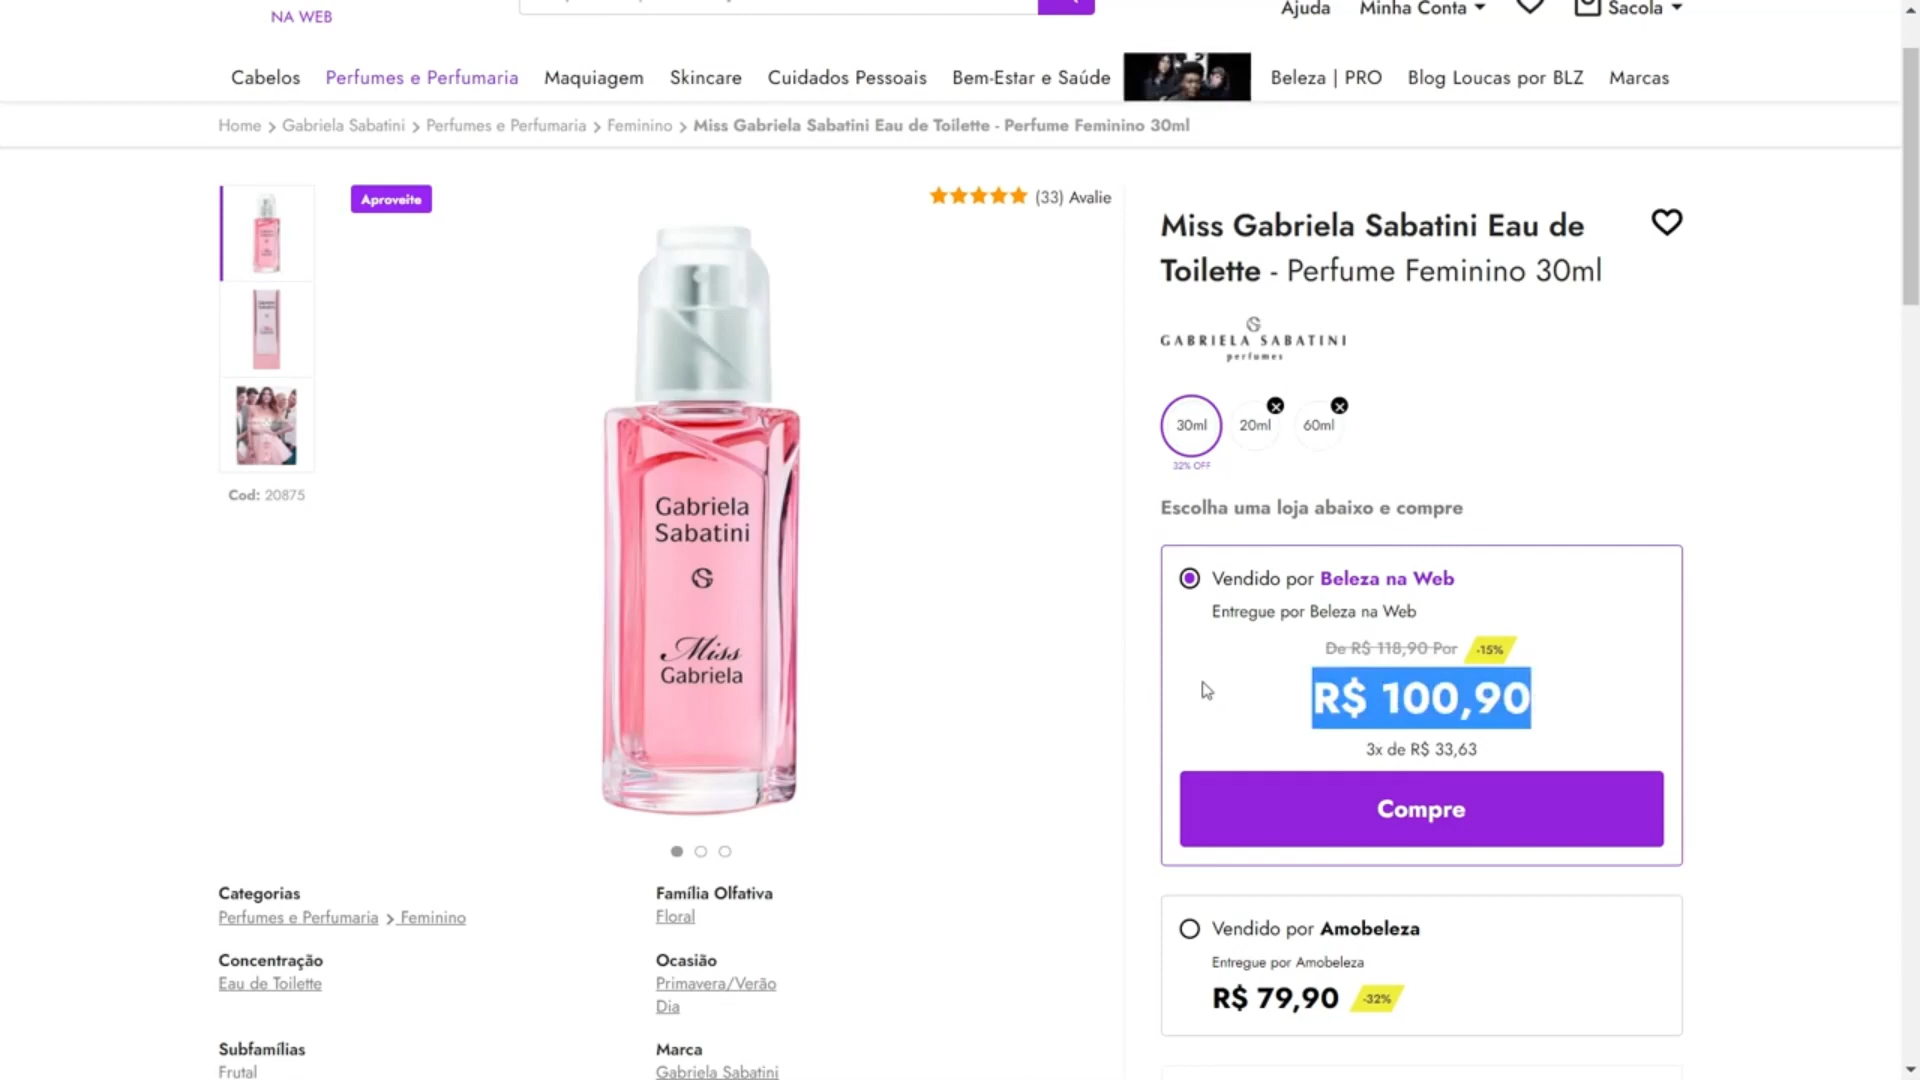 NA WEB
Ajuda
Minha Conta
Sacola
Cabelos
Perfumes e Perfumaria
Maquiagem
Skincare
Cuidados Pessoais
Bem-Estar e Saúde
Beleza | PRO
Blog Loucas por BLZ
Marcas
Home > Gabriela Sabatini > Perfumes e Perfumaria > Feminino > Miss Gabriela Sabatini Eau de Toilette - Perfume Feminino 30ml
Aproveite
(33) Avalie
Gabriela
Sabatini
Miss
Gabriela
Cod: 20875
Miss Gabriela Sabatini Eau de
Toilette - Perfume Feminino 30ml
GABRIELA SABATINI
perfumes
30ml
20ml
60ml
32% OFF
Escolha uma loja abaixo e compre
Vendido por Beleza na Web
Entregue por Beleza na Web
De R$ 118,90 Por
-15%
R$ 100,90
3x de R$ 33,63
Compre
Vendido por Amobeleza
Entregue por Amobeleza
R$ 79,90
-32%
Categorias
Perfumes e Perfumaria > Feminino
Concentração
Eau de Toilette
Subfamílias
Frutal
Família Olfativa
Floral
Ocasião
Primavera/Verão
Dia
Marca
Gabriela Sabatini